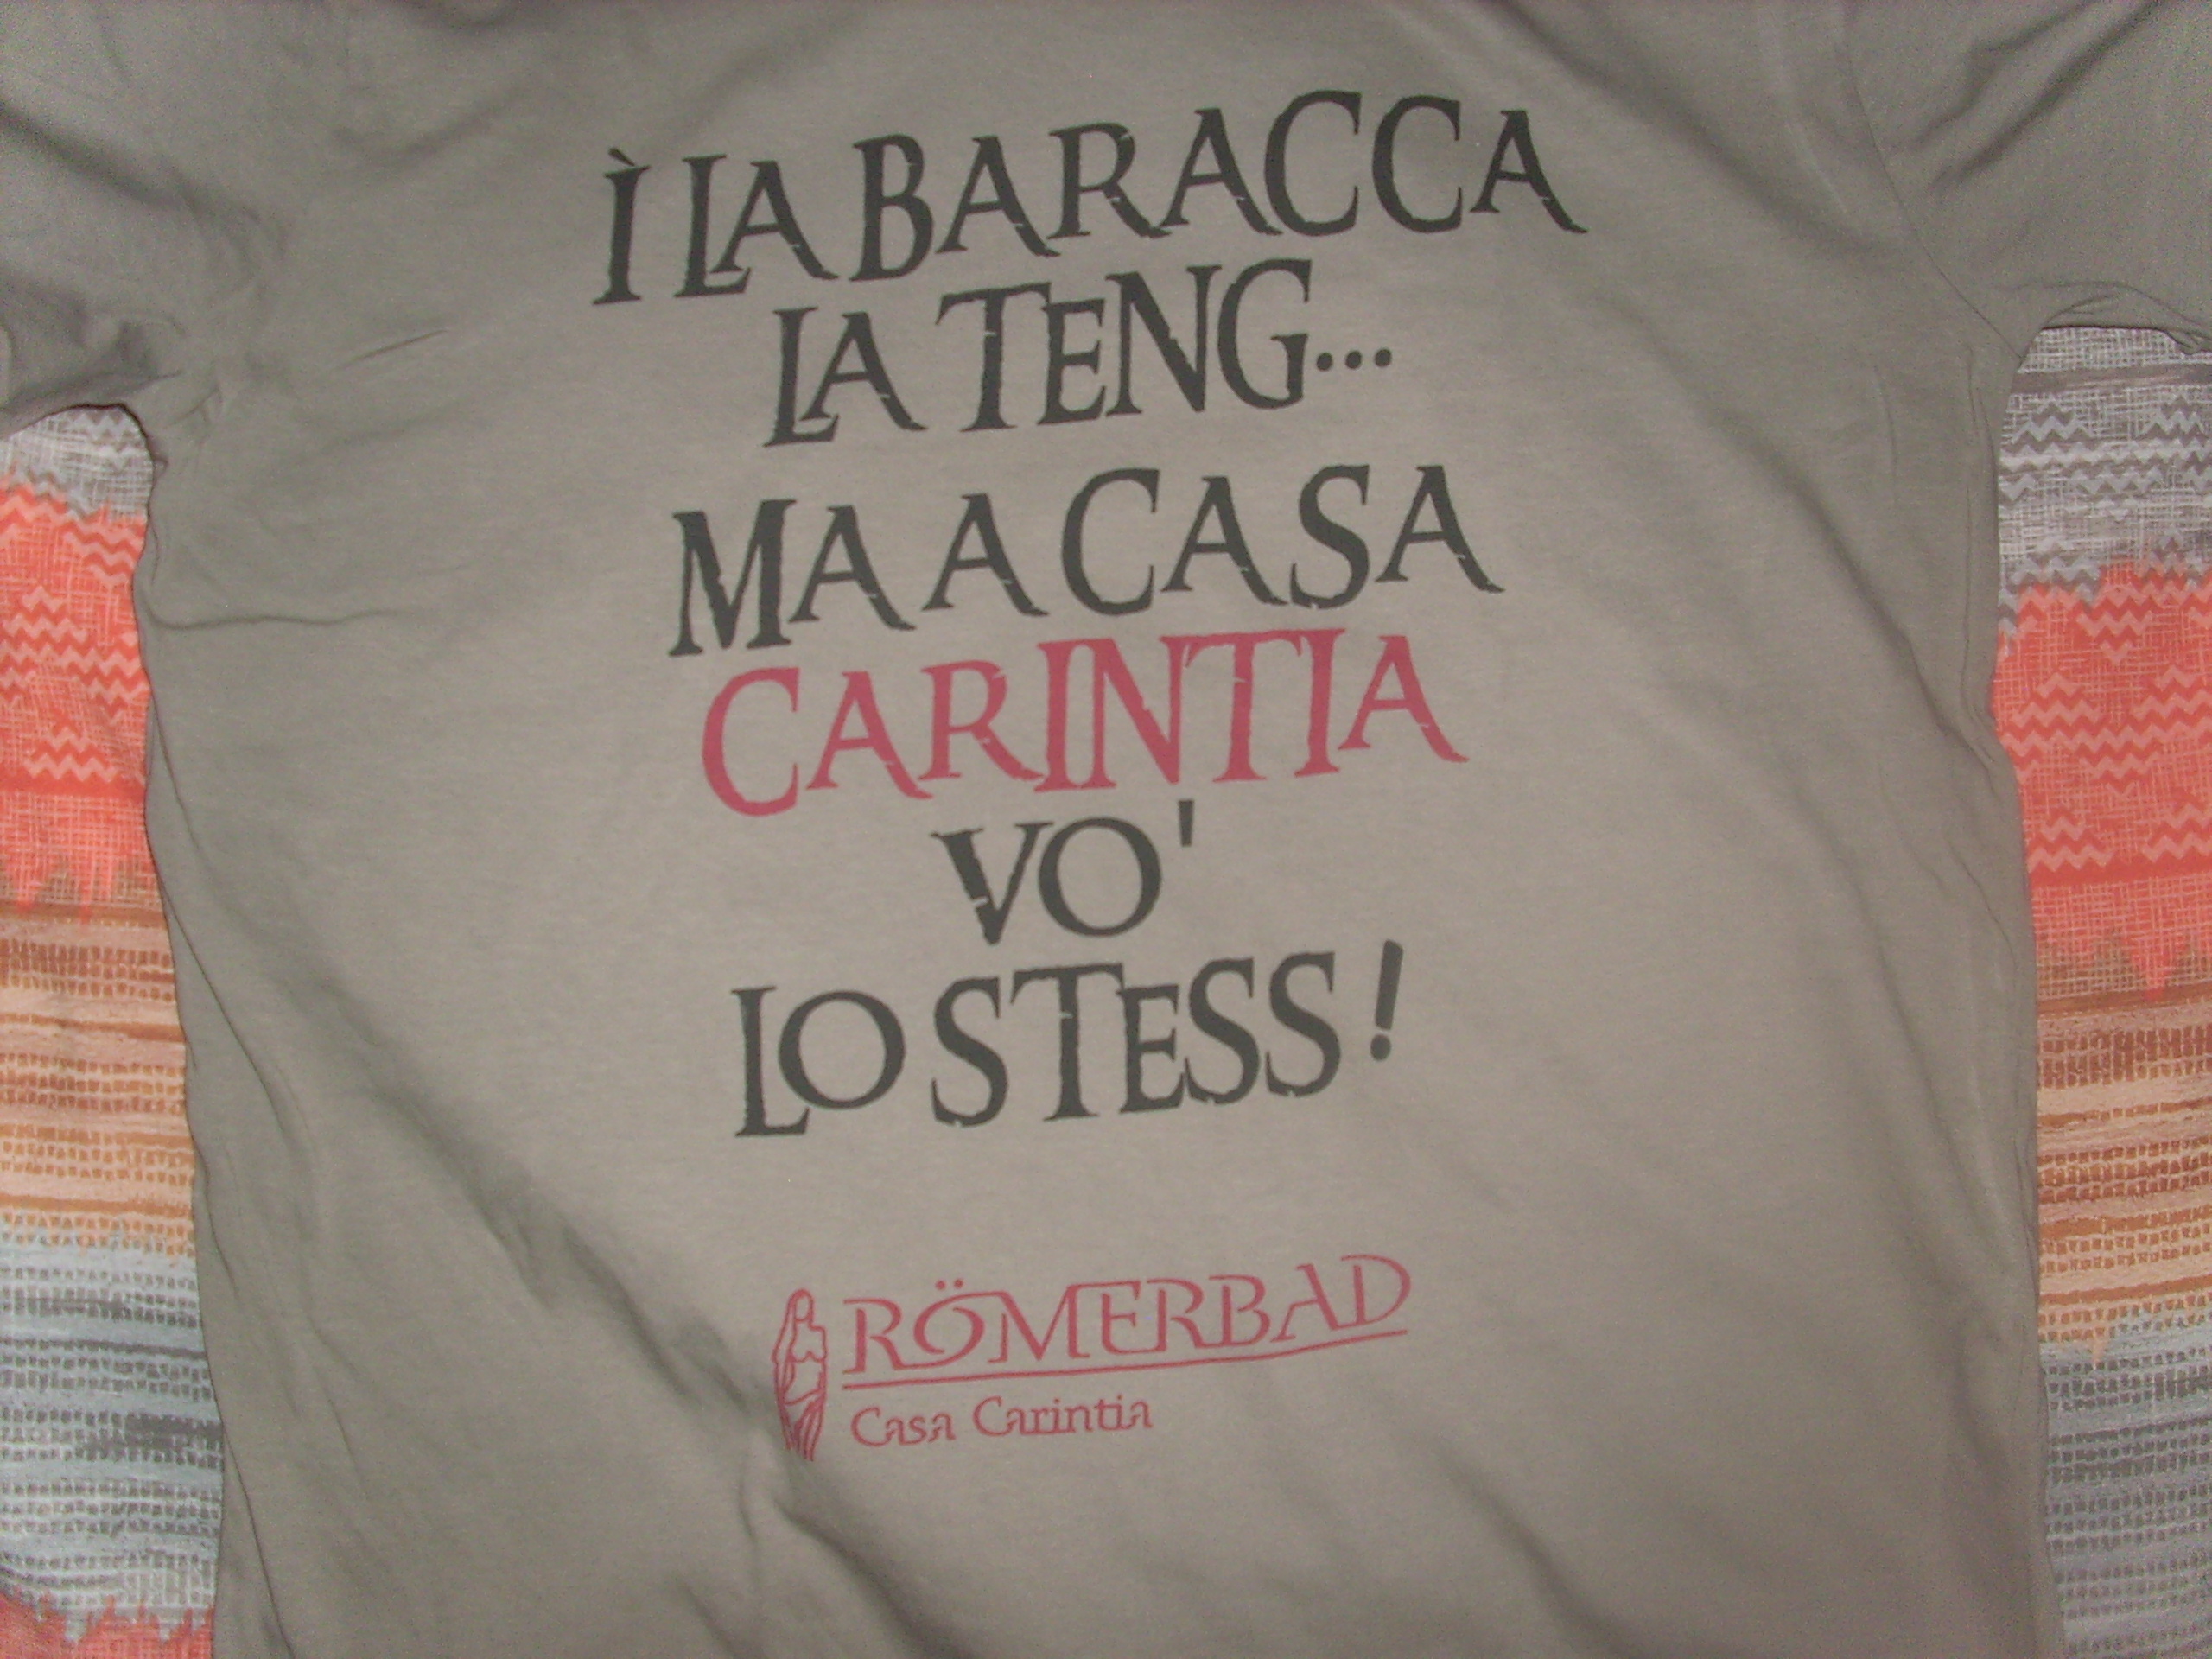 Ì LA BARACCA
LA TENG...
MA A CASA
CARINTIA
VO'
LO STESS!
RÖMERBAD
Casa Carintia